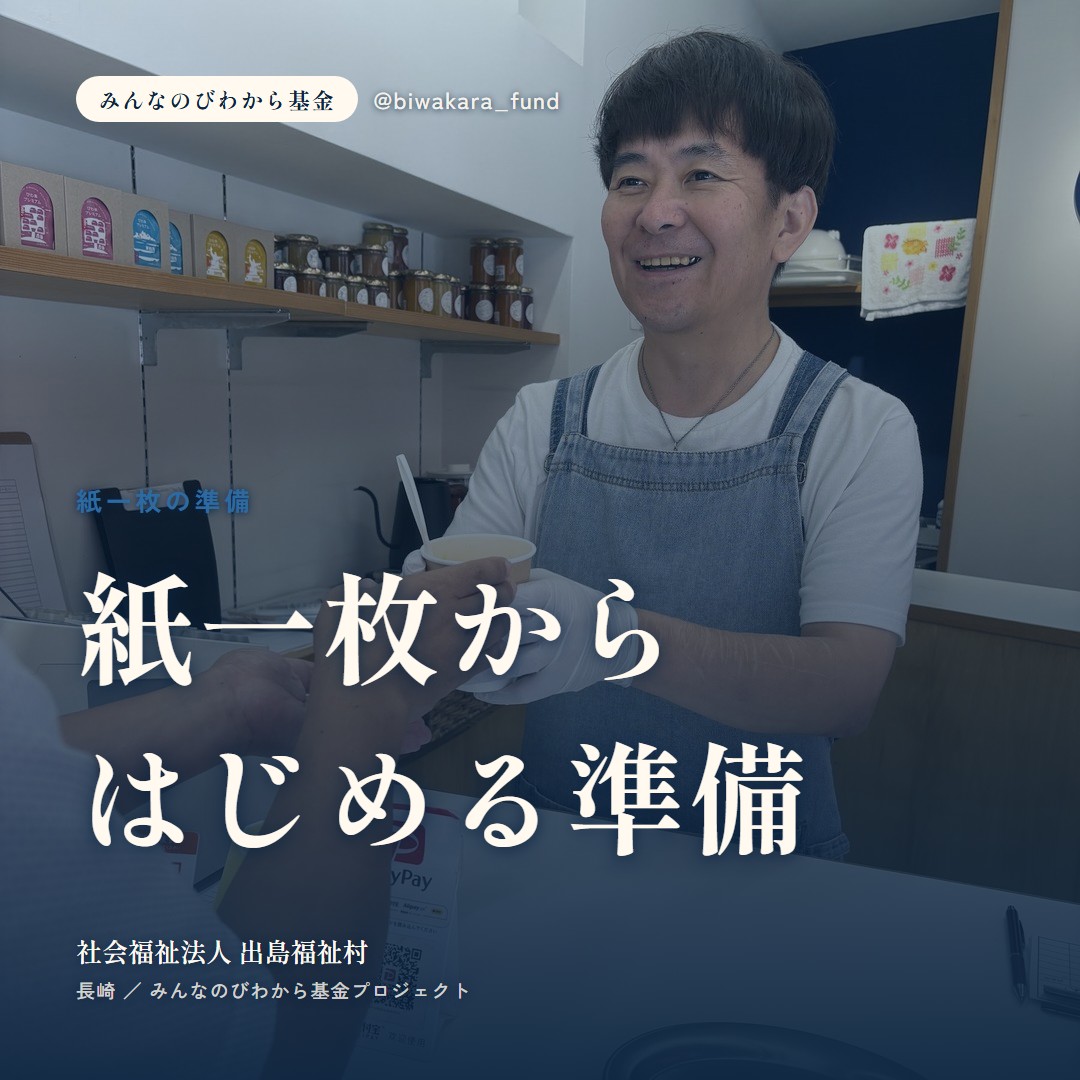 みんなのびわから基金 @biwakara_fund
紙一枚の準備
紙一枚から
はじめる準備
yPay
社会福祉法人 出島福祉村
長崎 ／ みんなのびわから基金プロジェクト